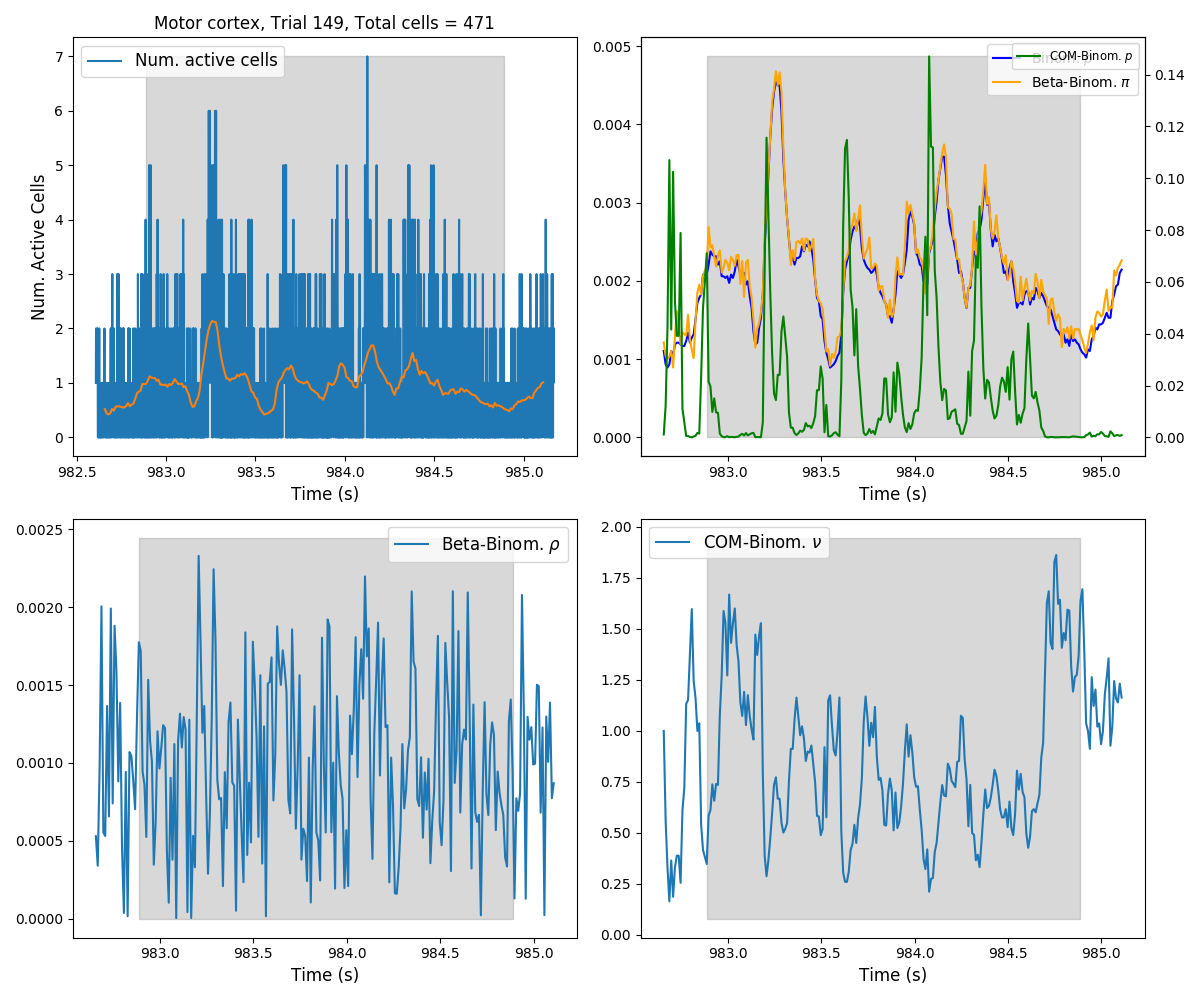 Motor cortex, Trial 149, Total cells = 471
Num. active cells
Num. Active Cells
7
6
5
4
3
2
1
0
982.5 983.0 983.5 984.0 984.5 985.0
Time (s)
COM-Binom. p
Beta-Binom. π
0.005
0.004
0.003
0.002
0.001
0.000
0.14
0.12
0.10
0.08
0.06
0.04
0.02
0.00
983.0 983.5 984.0 984.5 985.0
Time (s)
Beta-Binom. ρ
0.0025
0.0020
0.0015
0.0010
0.0005
0.0000
983.0 983.5 984.0 984.5 985.0
Time (s)
COM-Binom. ν
2.00
1.75
1.50
1.25
1.00
0.75
0.50
0.25
0.00
983.0 983.5 984.0 984.5 985.0
Time (s)